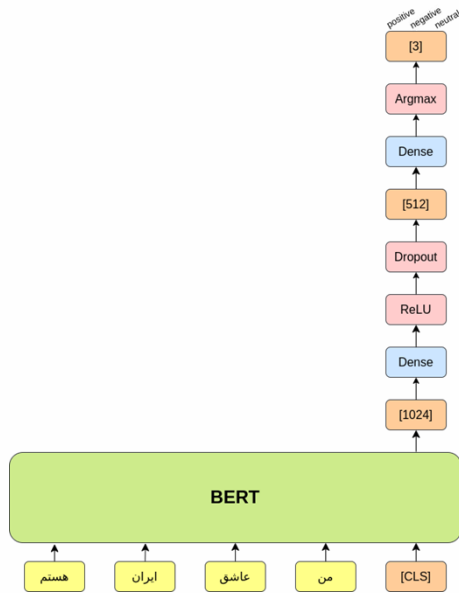 positive negative neutral
[3]
Argmax
Dense
[512]
Dropout
ReLU
Dense
[1024]
BERT
هستم ایران عاشق من [CLS]